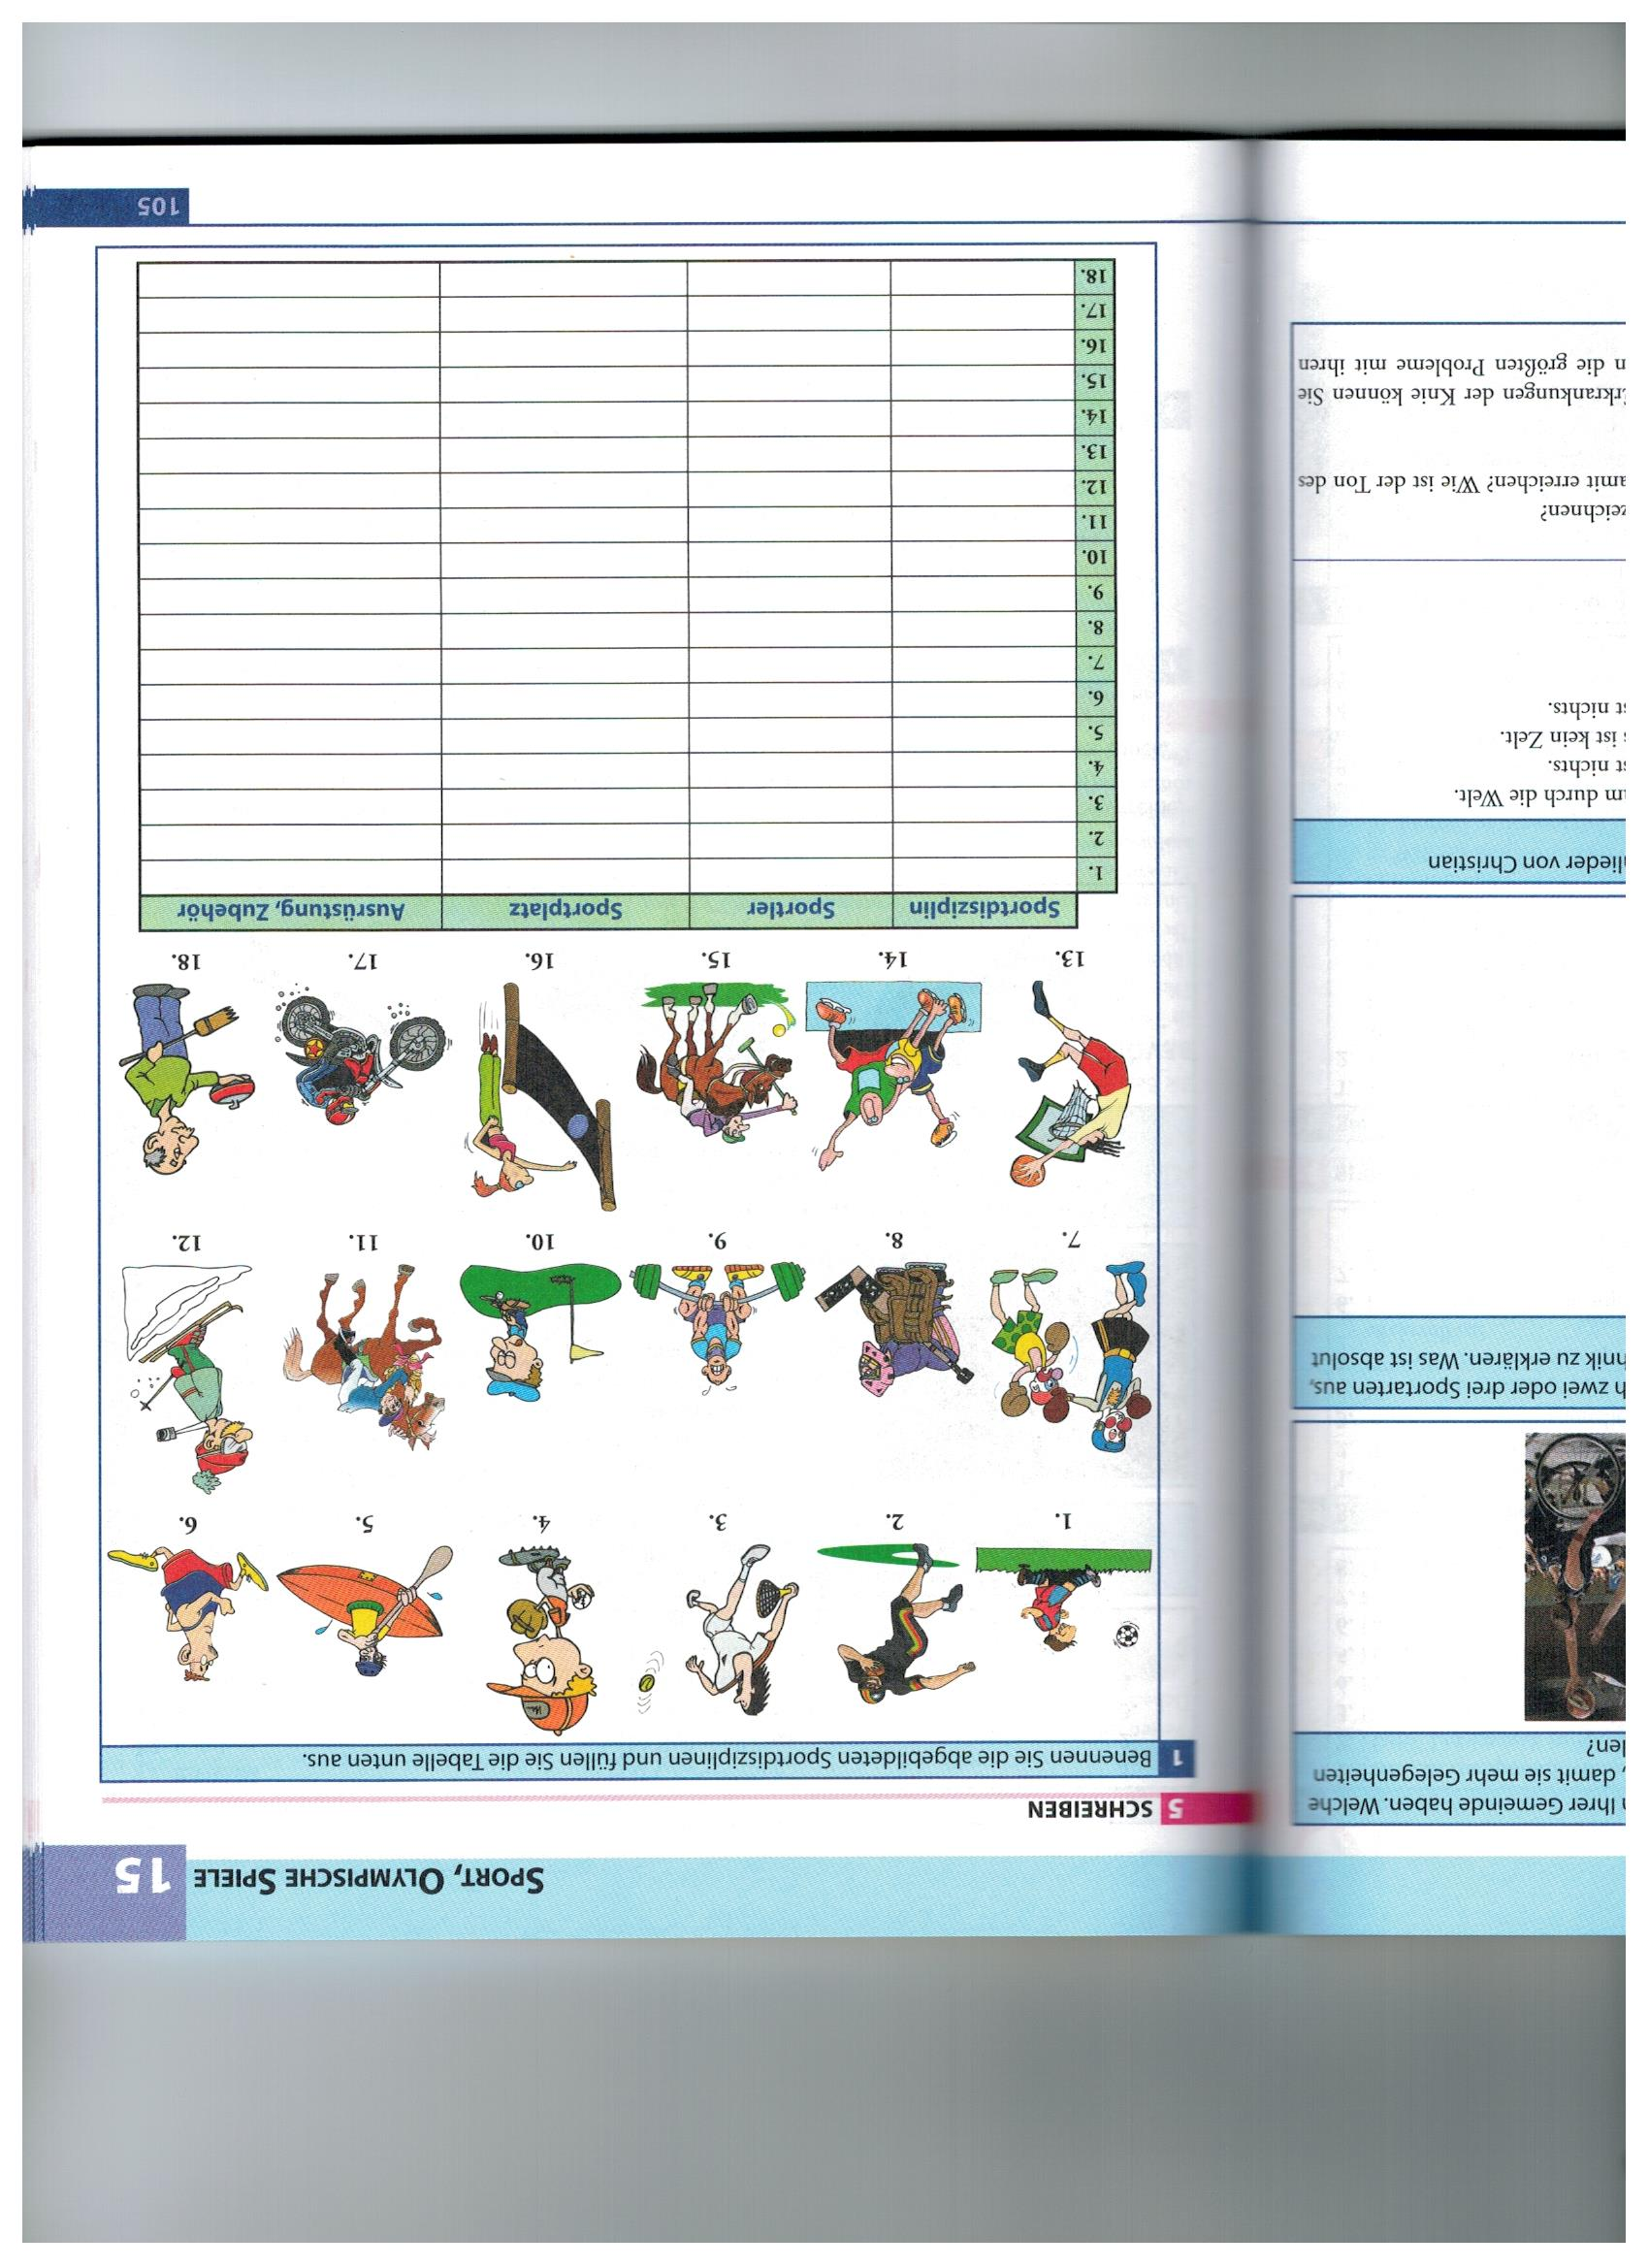 Ihrer Gemeinde haben. Welche
, damit sie mehr Gelegenheiten
len?
zwei oder drei Sportarten aus,
hnik zu erklären. Was ist absolut
lieder von Christian
m durch die Welt.
st nichts.
ist kein Zelt.
st nichts.
zeichnen?
amit erreichen? Wie ist der Ton des
Erkrankungen der Knie können Sie
n die größten Probleme mit ihren
SPORT, OLYMPISCHE SPIELE 15
5 SCHREIBEN
1 Benennen Sie die abgebildeten Sportdisziplinen und füllen Sie die Tabelle unten aus.
1. 2. 3. 4. 5. 6.
7. 8. 9. 10. 11. 12.
13. 14. 15. 16. 17. 18.
Sportdisziplin Sportler Sportplatz Ausrüstung, Zubehör
1.
2.
3.
4.
5.
6.
7.
8.
9.
10.
11.
12.
13.
14.
15.
16.
17.
18.
105